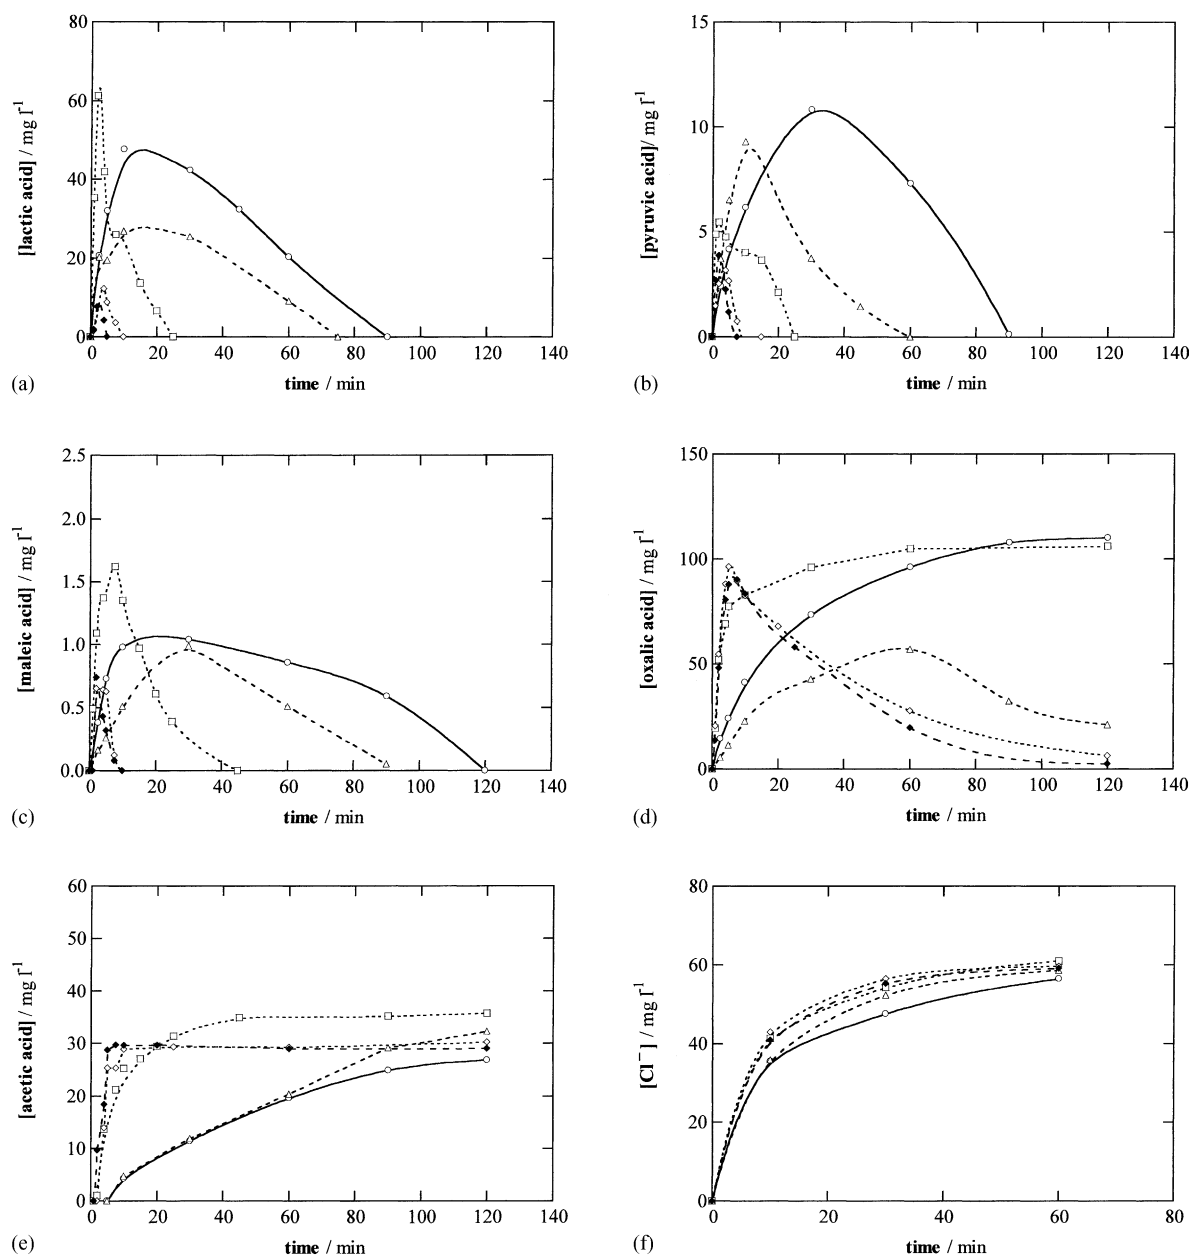 80
60
40
20
0
[lactic acid] / mg l⁻¹
0 20 40 60 80 100 120 140
time / min
(a)
15
10
5
0
[pyruvic acid]/ mg l⁻¹
0 20 40 60 80 100 120 140
time / min
(b)
2.5
2.0
1.5
1.0
0.5
0.0
[maleic acid] / mg l⁻¹
0 20 40 60 80 100 120 140
time / min
(c)
150
100
50
0
[oxalic acid] / mg l⁻¹
0 20 40 60 80 100 120 140
time / min
(d)
60
50
40
30
20
10
0
[acetic acid] / mg l⁻¹
0 20 40 60 80 100 120 140
time / min
(e)
80
60
40
20
0
[Cl⁻] / mg l⁻¹
0 20 40 60 80
time / min
(f)